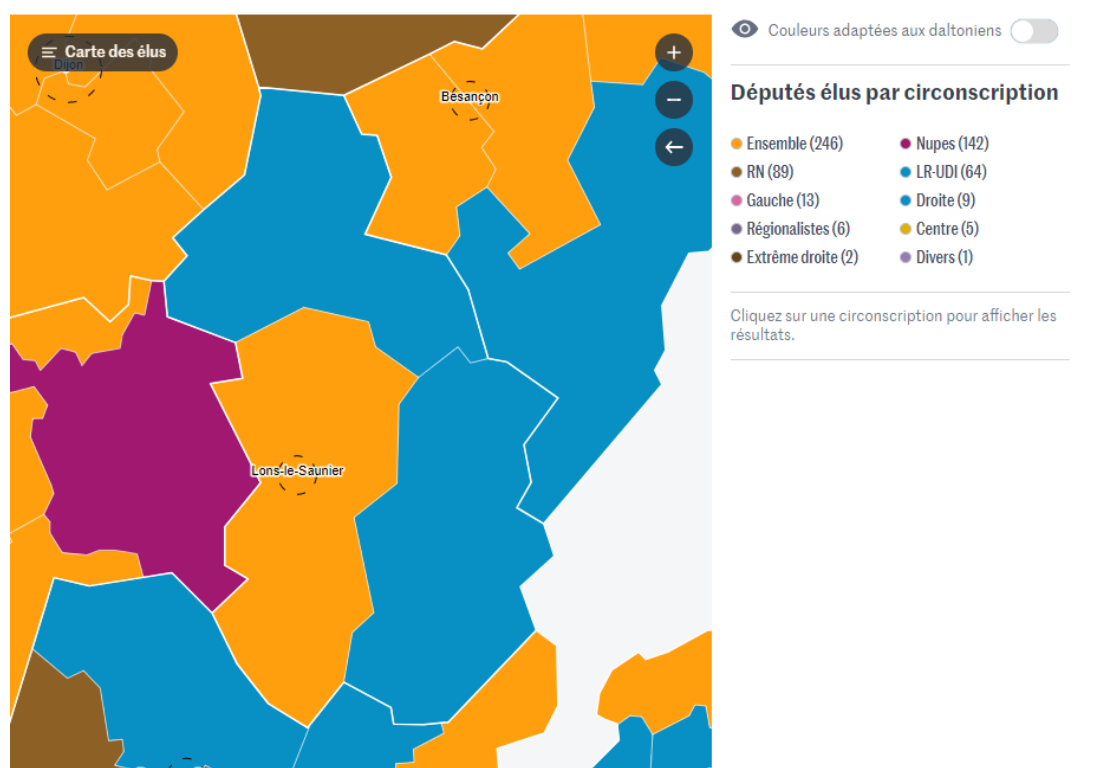 Carte des élus
Dijon
Besançon
Lons-le-Saunier
Couleurs adaptées aux daltoniens
Députés élus par circonscription
Ensemble (246)
Nupes (142)
RN (89)
LR-UDI (64)
Gauche (13)
Droite (9)
Régionalistes (6)
Centre (5)
Extrême droite (2)
Divers (1)
Cliquez sur une circonscription pour afficher les
résultats.